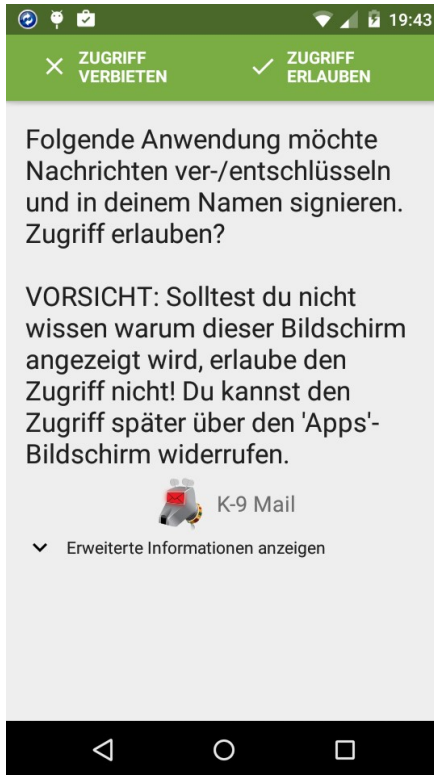 19:43
ZUGRIFF
VERBIETEN
ZUGRIFF
ERLAUBEN
Folgende Anwendung möchte
Nachrichten ver-/entschlüsseln
und in deinem Namen signieren.
Zugriff erlauben?
VORSICHT: Solltest du nicht
wissen warum dieser Bildschirm
angezeigt wird, erlaube den
Zugriff nicht! Du kannst den
Zugriff später über den 'Apps'-
Bildschirm widerrufen.
K-9 Mail
Erweiterte Informationen anzeigen